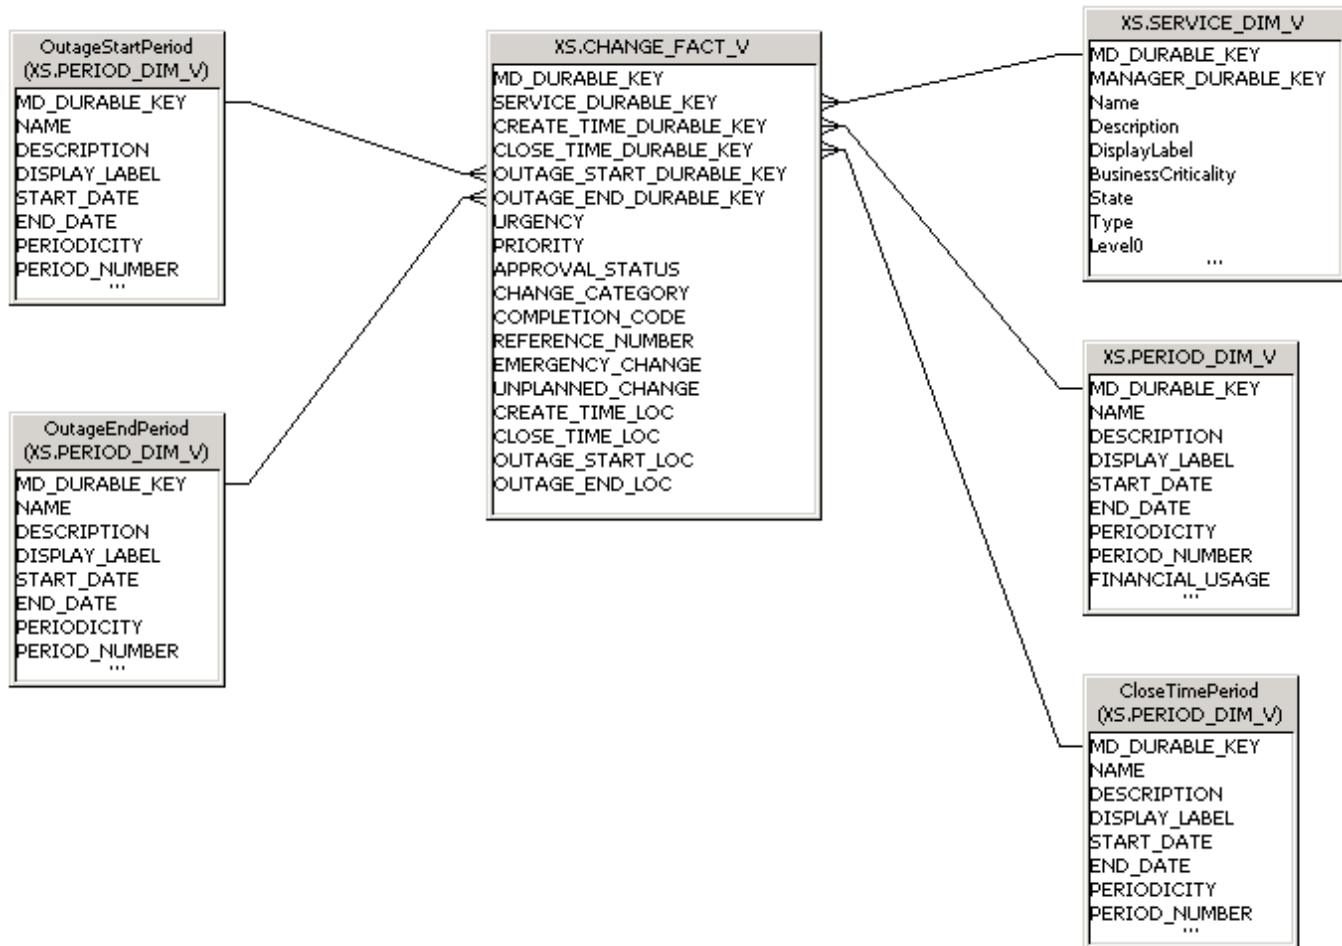 OutageStartPeriod
(XS.PERIOD_DIM_V)
MD_DURABLE_KEY
NAME
DESCRIPTION
DISPLAY_LABEL
START_DATE
END_DATE
PERIODICITY
PERIOD_NUMBER
...
OutageEndPeriod
(XS.PERIOD_DIM_V)
MD_DURABLE_KEY
NAME
DESCRIPTION
DISPLAY_LABEL
START_DATE
END_DATE
PERIODICITY
PERIOD_NUMBER
...
XS.CHANGE_FACT_V
MD_DURABLE_KEY
SERVICE_DURABLE_KEY
CREATE_TIME_DURABLE_KEY
CLOSE_TIME_DURABLE_KEY
OUTAGE_START_DURABLE_KEY
OUTAGE_END_DURABLE_KEY
URGENCY
PRIORITY
APPROVAL_STATUS
CHANGE_CATEGORY
COMPLETION_CODE
REFERENCE_NUMBER
EMERGENCY_CHANGE
UNPLANNED_CHANGE
CREATE_TIME_LOC
CLOSE_TIME_LOC
OUTAGE_START_LOC
OUTAGE_END_LOC
XS.SERVICE_DIM_V
MD_DURABLE_KEY
MANAGER_DURABLE_KEY
Name
Description
DisplayLabel
BusinessCriticality
State
Type
Level0
...
XS.PERIOD_DIM_V
MD_DURABLE_KEY
NAME
DESCRIPTION
DISPLAY_LABEL
START_DATE
END_DATE
PERIODICITY
PERIOD_NUMBER
FINANCIAL_USAGE
...
CloseTimePeriod
(XS.PERIOD_DIM_V)
MD_DURABLE_KEY
NAME
DESCRIPTION
DISPLAY_LABEL
START_DATE
END_DATE
PERIODICITY
PERIOD_NUMBER
...